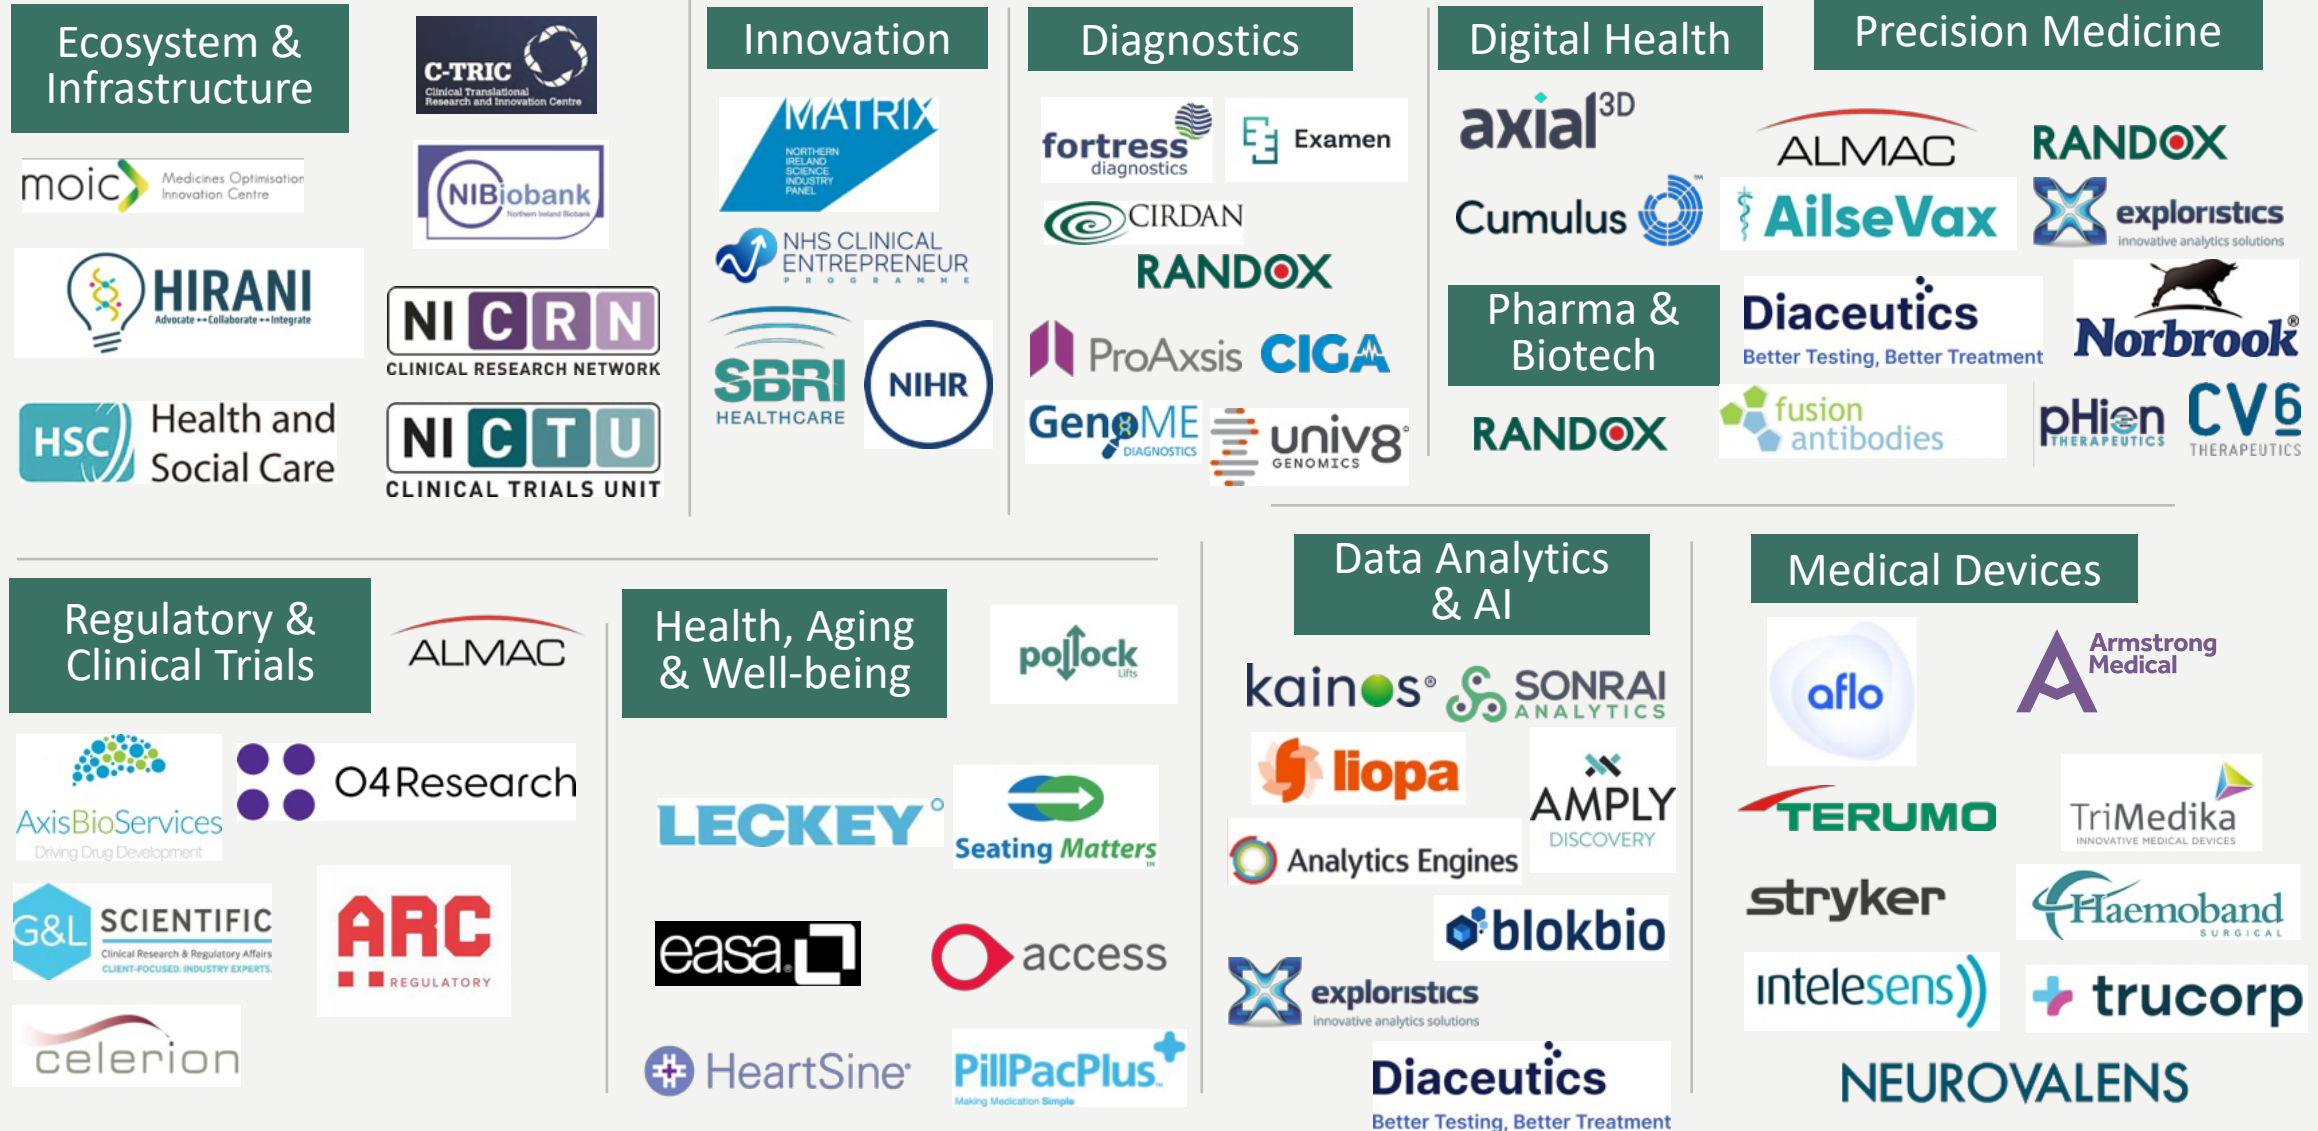 Ecosystem &
Infrastructure
C-TRIC
Clinical Translational
Research and Innovation Centre
moic
Medicines Optimisation
Innovation Centre
NIBiobank
Northern Ireland Biobank
HIRANI
Advocate Collaborate Integrate
NI C R N
CLINICAL RESEARCH NETWORK
HSC
Health and
Social Care
NI C T U
CLINICAL TRIALS UNIT
Innovation
MATRIX
NORTHERN
IRELAND
SCIENCE
INDUSTRY
PANEL
NHS CLINICAL
ENTREPRENEUR
PROGRAMME
SBRI
HEALTHCARE
NIHR
Diagnostics
fortress
diagnostics
Examen
CIRDAN
RANDOX
ProAxsis
CIGA
GenoME
DIAGNOSTICS
univ8
GENOMICS
Digital Health
axial3D
Cumulus™
Pharma &
Biotech
RANDOX
Precision Medicine
ALMAC
RANDOX
AilseVax
exploristics
innovative analytics solutions
Diaceutics
Better Testing, Better Treatment
Norbrook®
fusion
antibodies
pHion
THERAPEUTICS
CV6
THERAPEUTICS
Regulatory &
Clinical Trials
ALMAC
AxisBioServices
Driving Drug Development
O4Research
G&L
SCIENTIFIC
Clinical Research & Regulatory Affairs
CLIENT-FOCUSED. INDUSTRY EXPERTS.
ARC
REGULATORY
celerion
Health, Aging
& Well-being
pollock
Lifts
LECKEY
Seating Matters™
easa®
access
HeartSine
PillPacPlus
Making Medication Simple
Data Analytics
& AI
kainos®
SONRAI
ANALYTICS
liopa
AMPLY
DISCOVERY
Analytics Engines
blokbio
exploristics
innovative analytics solutions
Diaceutics
Better Testing, Better Treatment
Medical Devices
aflo
Armstrong
Medical
TERUMO
TriMedika
INNOVATIVE MEDICAL DEVICES
stryker
Haemoband
SURGICAL
intelesens
trucorp
NEUROVALENS